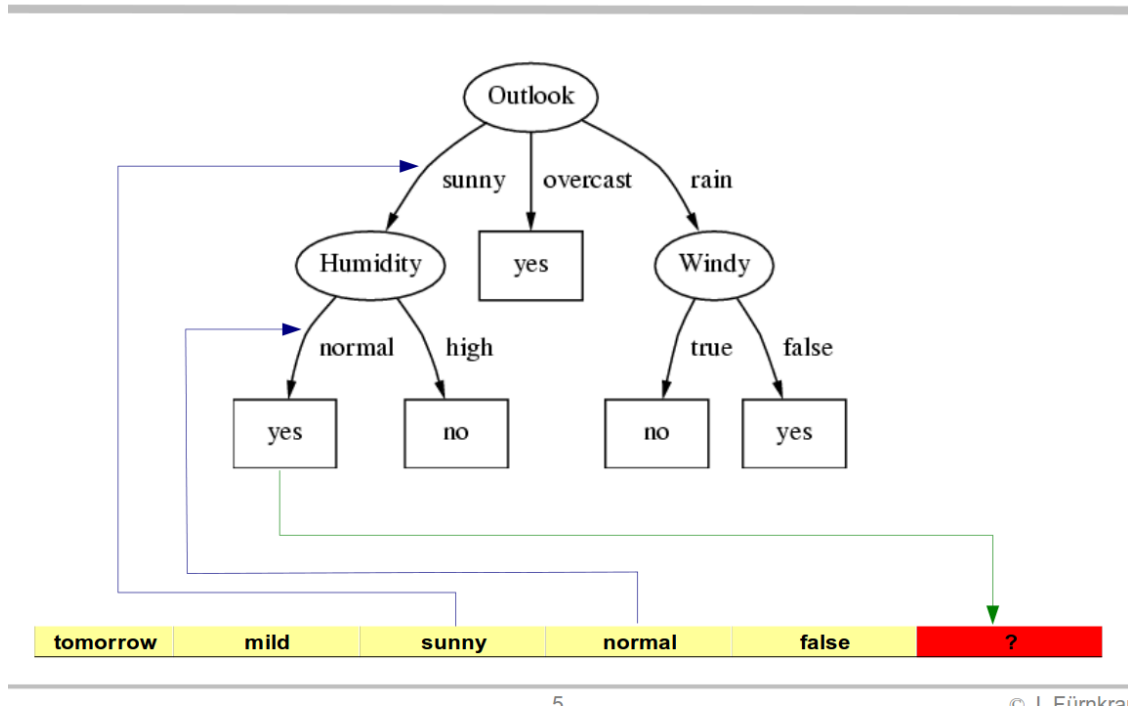 Outlook
sunny overcast rain
Humidity yes Windy
normal high true false
yes no no yes
tomorrow mild sunny normal false ?
5 © J. Fürnkra